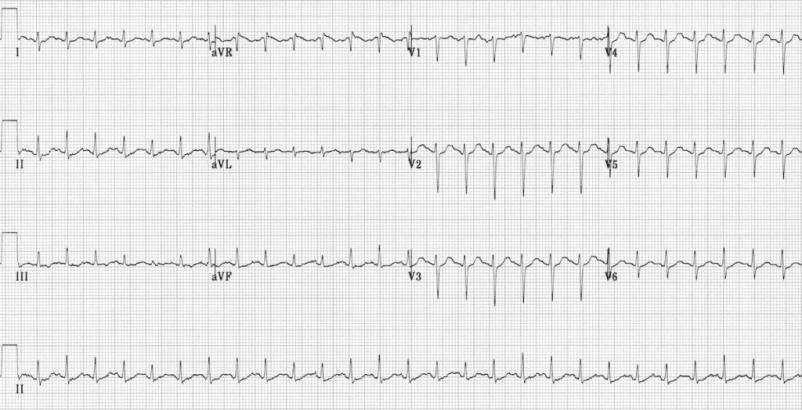 I aVR V1 V4
II aVL V2 V5
III aVF V3 V6
II